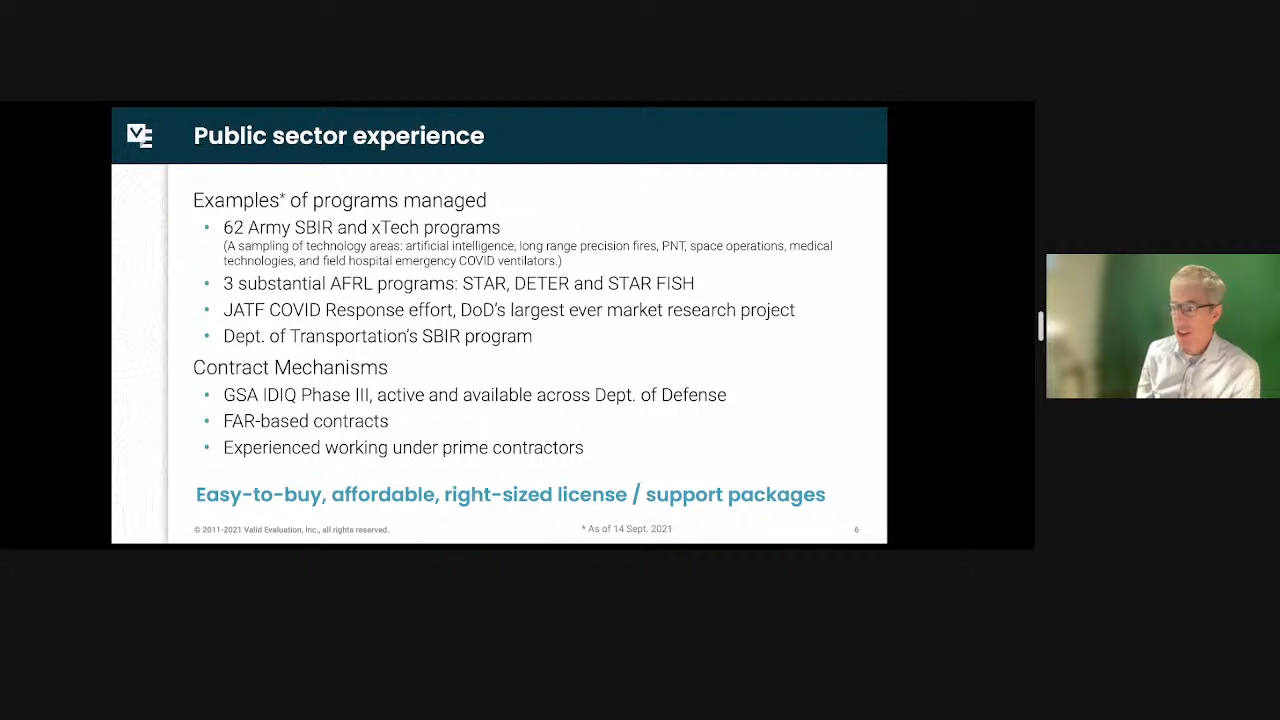 VE
Public sector experience
Examples* of programs managed
• 62 Army SBIR and xTech programs
(A sampling of technology areas: artificial intelligence, long range precision fires, PNT, space operations, medical
technologies, and field hospital emergency COVID ventilators.)
• 3 substantial AFRL programs: STAR, DETER and STAR FISH
• JATF COVID Response effort, DoD's largest ever market research project
• Dept. of Transportation's SBIR program
Contract Mechanisms
• GSA IDIQ Phase III, active and available across Dept. of Defense
• FAR-based contracts
• Experienced working under prime contractors
Easy-to-buy, affordable, right-sized license / support packages
© 2011-2021 Valid Evaluation, Inc., all rights reserved.
* As of 14 Sept. 2021
6